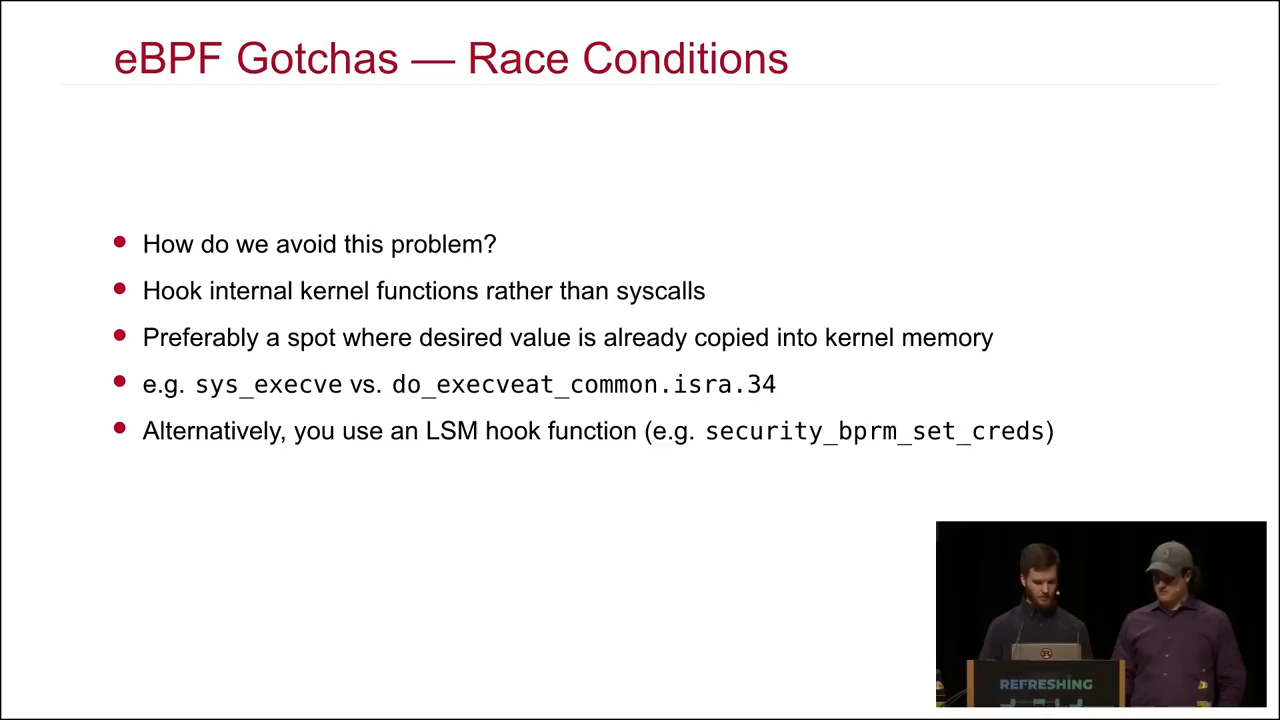 eBPF Gotchas — Race Conditions
How do we avoid this problem?
Hook internal kernel functions rather than syscalls
Preferably a spot where desired value is already copied into kernel memory
e.g. sys_execve vs. do_execveat_common.isra.34
Alternatively, you use an LSM hook function (e.g. security_bprm_set_creds)
REFRESHING